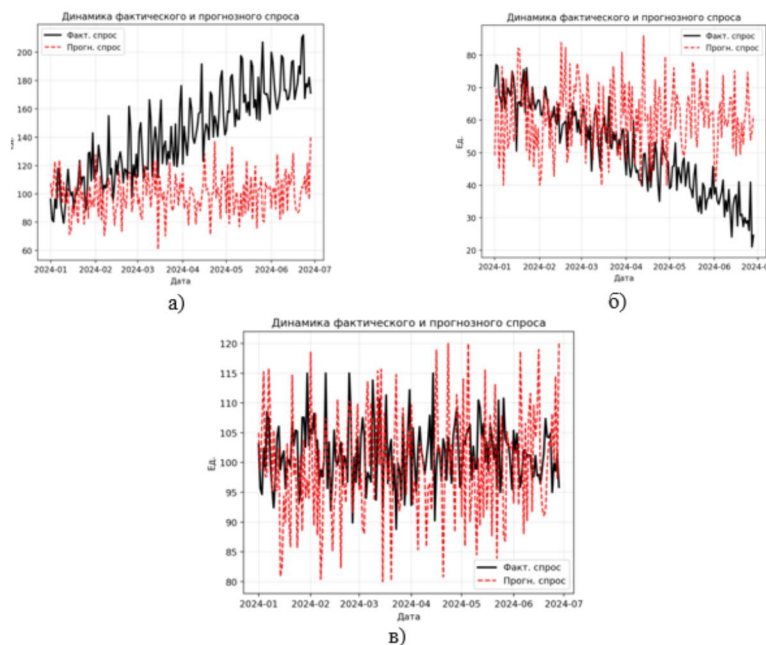 Динамика фактического и прогнозного спроса
Факт. спрос
Прогн. спрос
200
180
160
140
120
100
80
60
2024-01 2024-02 2024-03 2024-04 2024-05 2024-06 2024-07
Дата
а)
Динамика фактического и прогнозного спроса
Факт. спрос
Прогн. спрос
Ед.
80
70
60
50
40
30
20
2024-01 2024-02 2024-03 2024-04 2024-05 2024-06
Дата
б)
Динамика фактического и прогнозного спроса
Ед.
120
115
110
105
100
95
90
85
80
Факт. спрос
Прогн. спрос
2024-01 2024-02 2024-03 2024-04 2024-05 2024-06 2024-07
Дата
в)